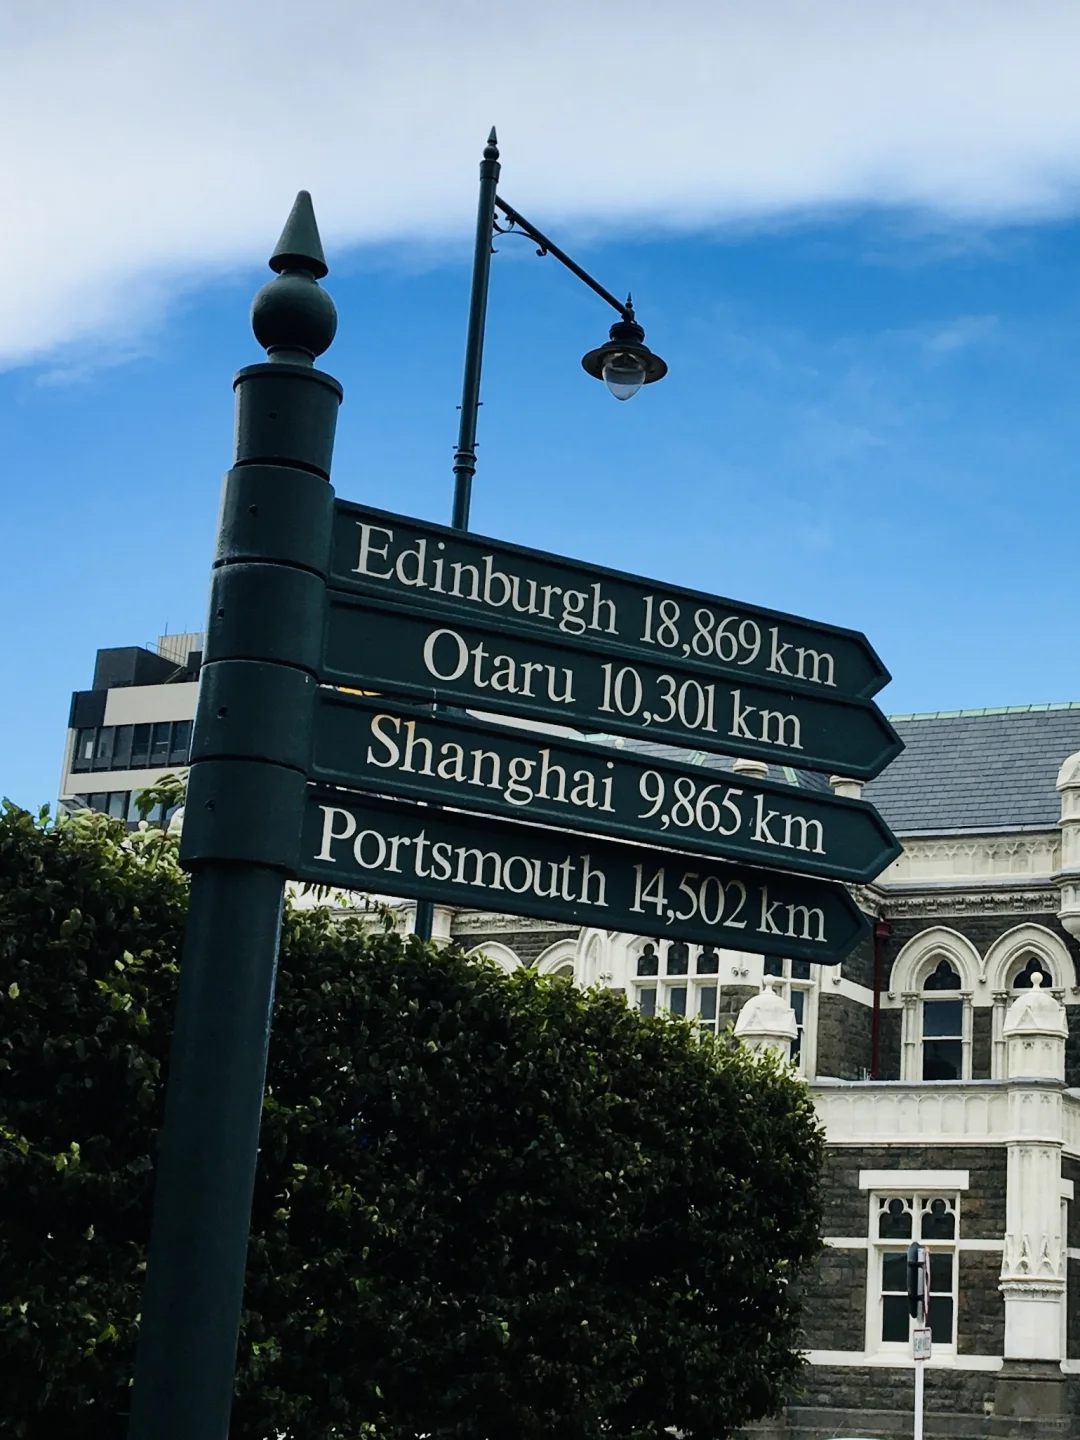 Edinburgh 18,869 km
Otaru 10,301 km
Shanghai 9,865 km
Portsmouth 14,502 km